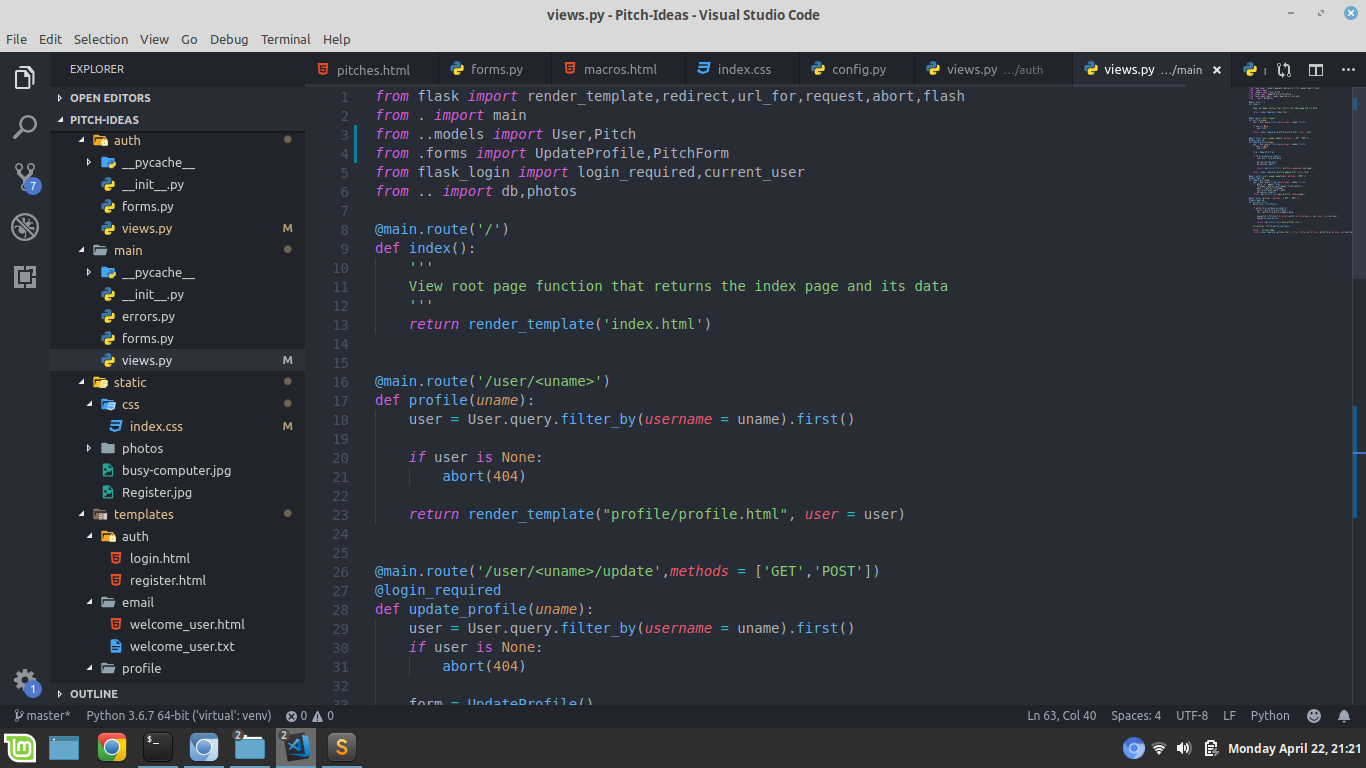 views.py - Pitch-Ideas - Visual Studio Code
File Edit Selection View Go Debug Terminal Help
EXPLORER
OPEN EDITORS
PITCH-IDEAS
auth
__pycache__
__init__.py
forms.py
views.py M
main
__pycache__
__init__.py
errors.py
forms.py
views.py M
static
css
index.css M
photos
busy-computer.jpg
Register.jpg
templates
auth
login.html
register.html
email
welcome_user.html
welcome_user.txt
profile
OUTLINE
7
1
pitches.html forms.py macros.html index.css config.py views.py .../auth views.py .../main
1 from flask import render_template,redirect,url_for,request,abort,flash
2 from . import main
3 from ..models import User,Pitch
4 from .forms import UpdateProfile,PitchForm
5 from flask_login import login_required,current_user
6 from .. import db,photos
7
8 @main.route('/')
9 def index():
10 '''
11 View root page function that returns the index page and its data
12 '''
13 return render_template('index.html')
14
15
16 @main.route('/user/<uname>')
17 def profile(uname):
18 user = User.query.filter_by(username = uname).first()
19
20 if user is None:
21 abort(404)
22
23 return render_template("profile/profile.html", user = user)
24
25
26 @main.route('/user/<uname>/update',methods = ['GET','POST'])
27 @login_required
28 def update_profile(uname):
29 user = User.query.filter_by(username = uname).first()
30 if user is None:
31 abort(404)
32
33 form = UpdateProfile()
master* Python 3.6.7 64-bit ('virtual': venv) 0 0 Ln 63, Col 40 Spaces: 4 UTF-8 LF Python
2 2 S Monday April 22, 21:21